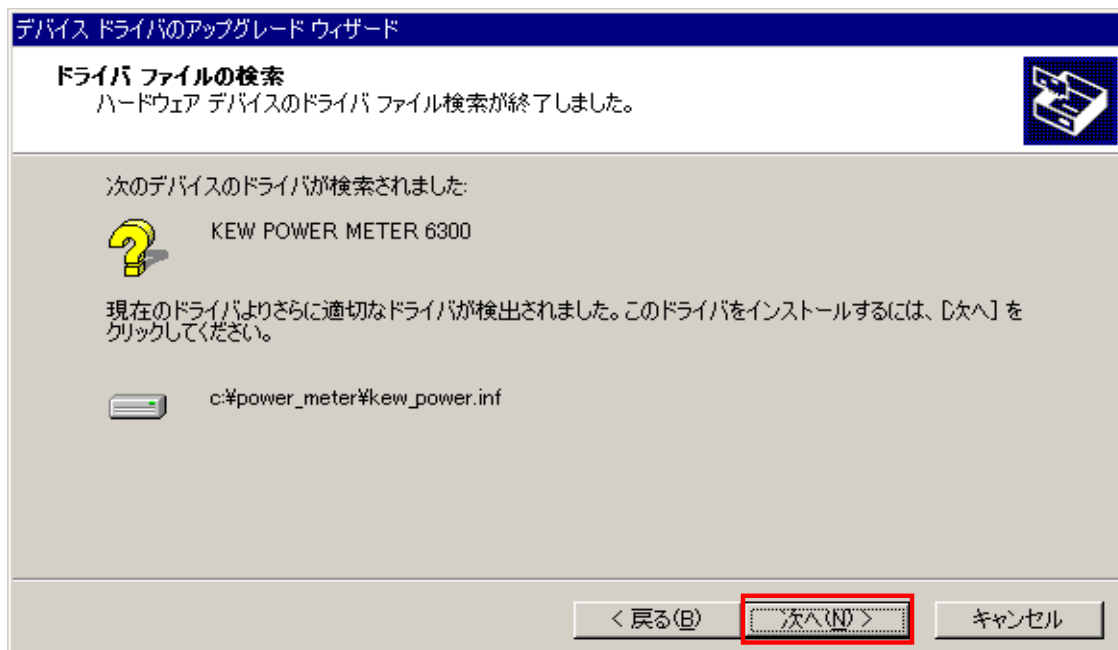 デバイス ドライバのアップグレード ウィザード
ドライバ ファイルの検索
ハードウェア デバイスのドライバ ファイル検索が終了しました。
次のデバイスのドライバが検索されました:
KEW POWER METER 6300
現在のドライバよりさらに適切なドライバが検出されました。このドライバをインストールするには、[次へ] を
クリックしてください。
c:¥power_meter¥kew_power.inf
< 戻る(B)
次へ(N) >
キャンセル